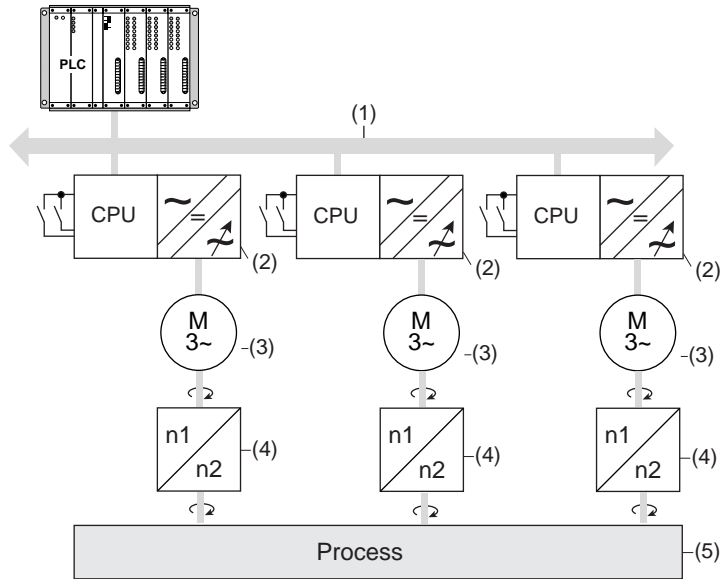 PLC
(1)
CPU
~
=
~
CPU
~
=
~
CPU
~
=
~
(2)
(2)
(2)
M
3~
M
3~
M
3~
(3)
(3)
(3)
n1
n2
n1
n2
n1
n2
(4)
(4)
(4)
Process
(5)